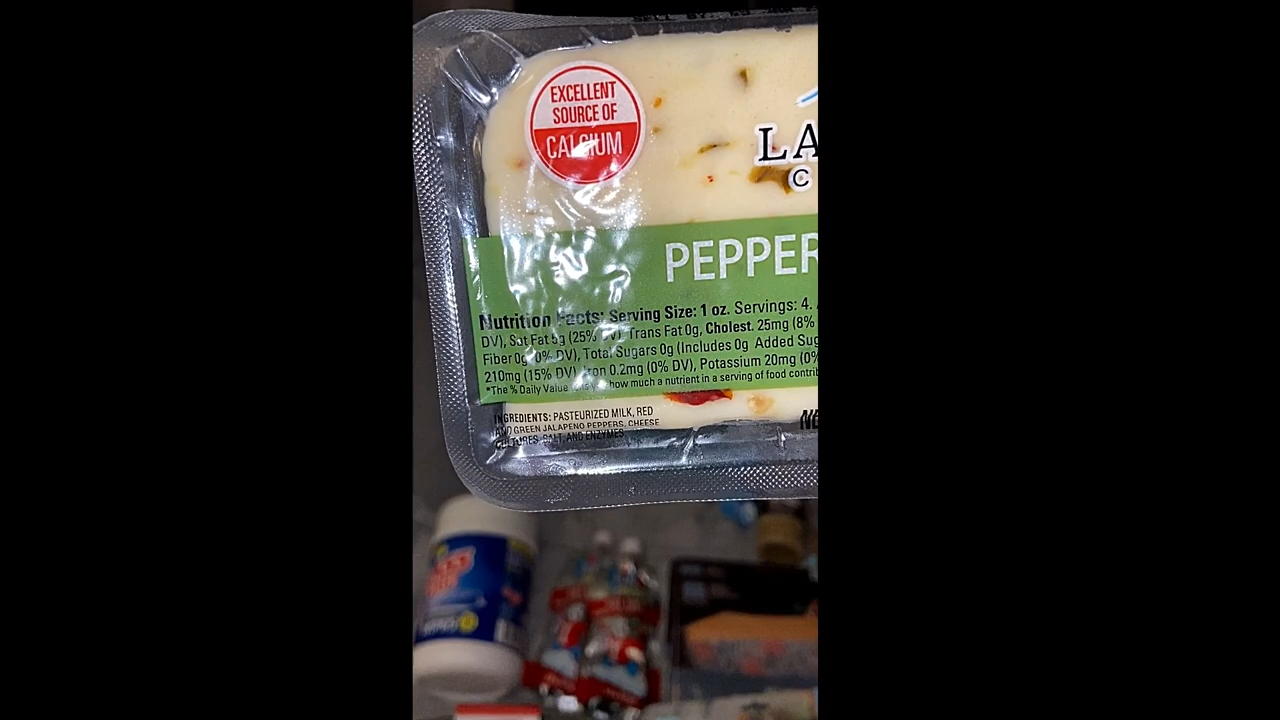 EXCELLENT
SOURCE OF
CALCIUM
LA
C
PEPPER
Nutrition Facts: Serving Size: 1 oz. Servings: 4.
DV), Sat Fat 5g (25% DV), Trans Fat 0g, Cholest. 25mg (8%
Fiber 0g (0% DV), Total Sugars 0g (Includes 0g Added Sug
210mg (15% DV), Iron 0.2mg (0% DV), Potassium 20mg (0%
*The % Daily Value how much a nutrient in a serving of food contrib
INGREDIENTS: PASTEURIZED MILK, RED
AND GREEN JALAPENO PEPPERS, CHEESE
CULTURES, SALT, AND ENZYMES
NE